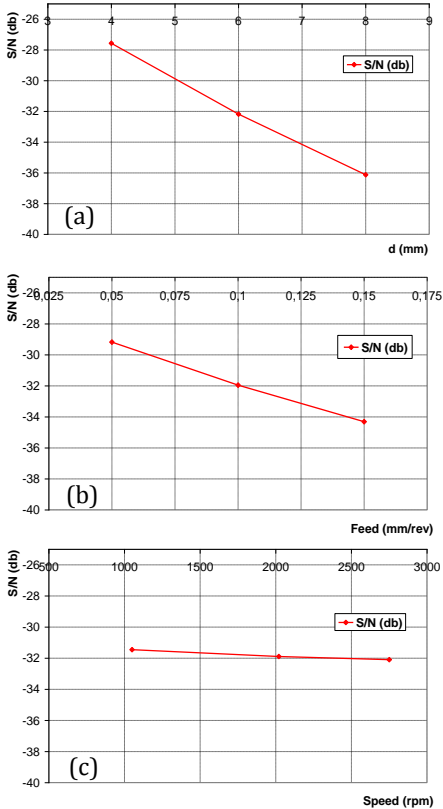 S/N (db)
3 4 5 6 7 8 9
-26
-28
-30
-32
-34
-36
-38
-40
S/N (db)
(a)
d (mm)
S/N (db)
0,025 0,05 0,075 0,1 0,125 0,15 0,175
-26
-28
-30
-32
-34
-36
-38
-40
S/N (db)
(b)
Feed (mm/rev)
S/N (db)
500 1000 1500 2000 2500 3000
-26
-28
-30
-32
-34
-36
-38
-40
S/N (db)
(c)
Speed (rpm)